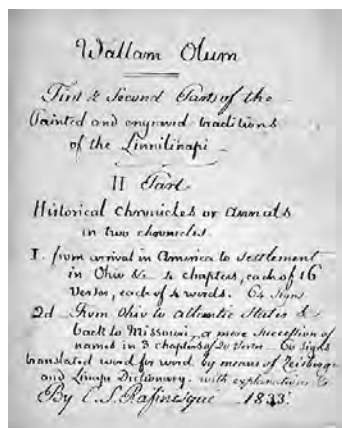 Wallam Olum
First & Second Parts of the
Painted and engraved traditions
of the Linnilinapi
II Part
Historical Chronicles or Annals
in two chronicles.
I. from arrival in America to settlement
in Ohio &c. 4 chapters, each of 16
verses, each of 4 words. 64 signs
2d From Ohio to atlantic States &
back to Missouri, a mere succession of
names in 3 chapters of 20 verses 60 signs
translated word for word by means of Zeisberger
and Linapi Dictionary. with explanations &c
By C. S. Rafinesque 1833